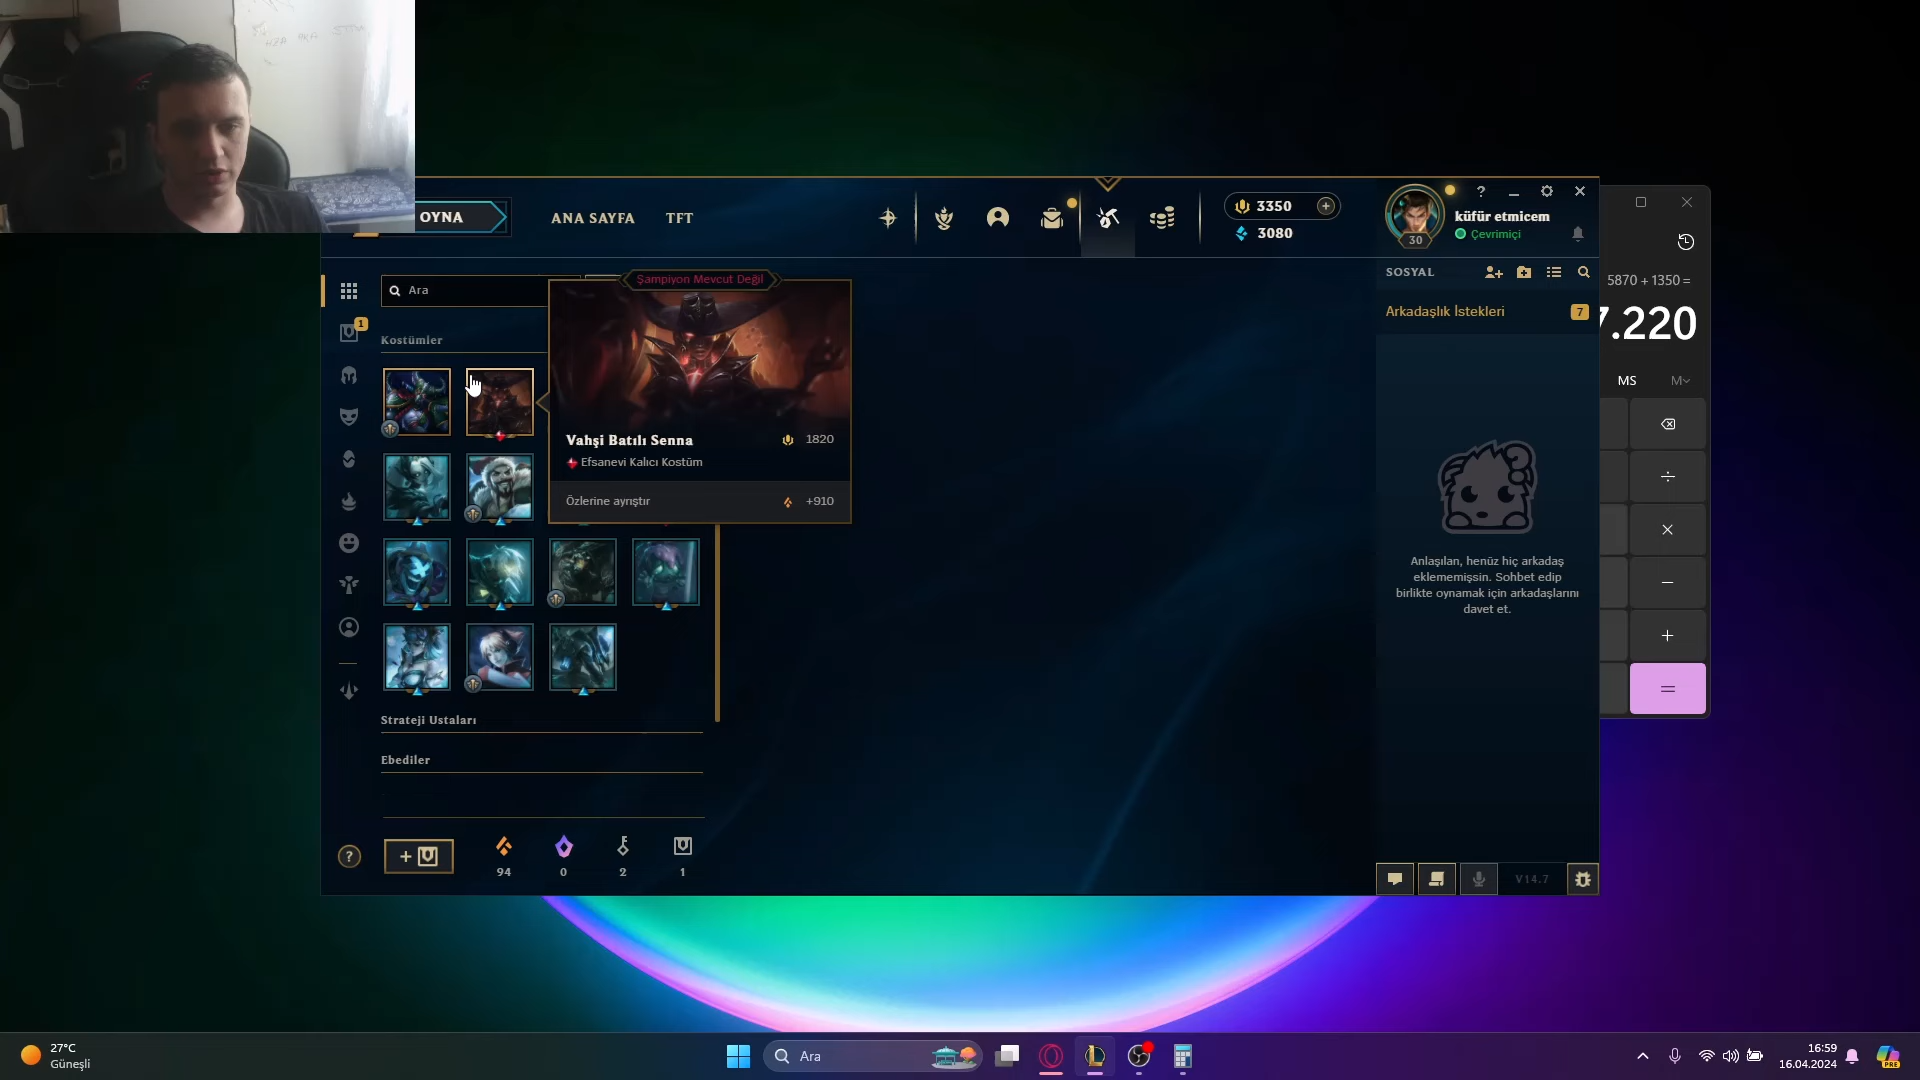 OYNA
ANA SAYFA
TFT
3350
3080
30
küfür etmicem
Çevrimiçi
Ara
1
Kostümler
Şampiyon Mevcut Değil
Vahşi Batılı Senna
1820
Efsanevi Kalıcı Kostüm
Özlerine ayrıştır
+910
Strateji Ustaları
Ebediler
94
0
2
1
SOSYAL
Arkadaşlık İstekleri
7
Anlaşılan, henüz hiç arkadaş
eklememişsin. Sohbet edip
birlikte oynamak için arkadaşlarını
davet et.
V14.7
5870 + 1350 =
7.220
MS
M
27°C
Güneşli
Ara
16:59
16.04.2024
PRE